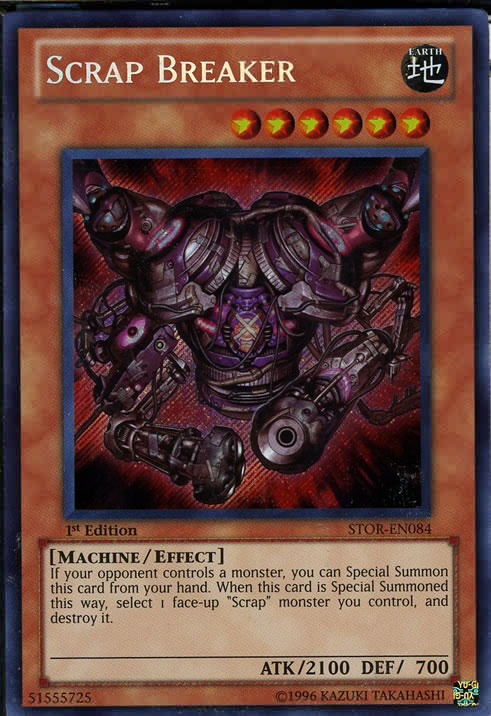 SCRAP BREAKER
EARTH
地
1st Edition
STOR-EN084
[MACHINE/EFFECT]
If your opponent controls a monster, you can Special Summon
this card from your hand. When this card is Special Summoned
this way, select 1 face-up "Scrap" monster you control, and
destroy it.
ATK/2100 DEF/ 700
51555725
©1996 KAZUKI TAKAHASHI